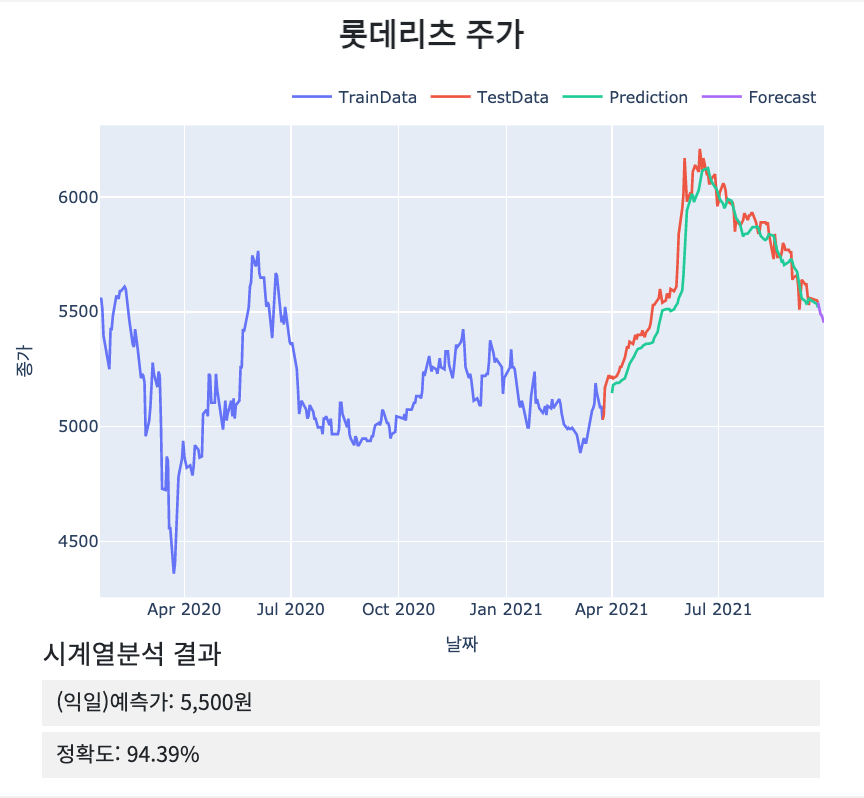 롯데리츠 주가
TrainData TestData Prediction Forecast
6000
5500
5000
4500
종가
Apr 2020 Jul 2020 Oct 2020 Jan 2021 Apr 2021 Jul 2021
날짜
시계열분석 결과
(익일)예측가: 5,500원
정확도: 94.39%